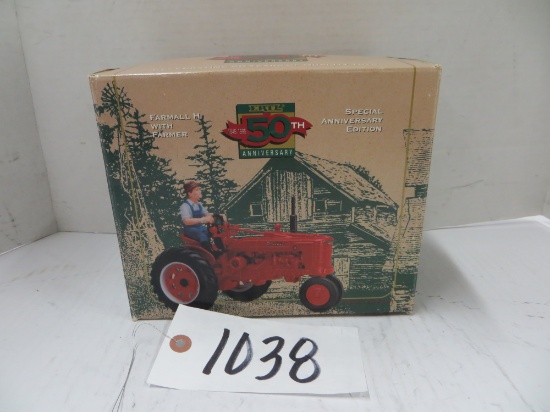 FARMALL H
WITH
FARMER
ERTL
50TH
ANNIVERSARY
SPECIAL
ANNIVERSARY
EDITION
1038